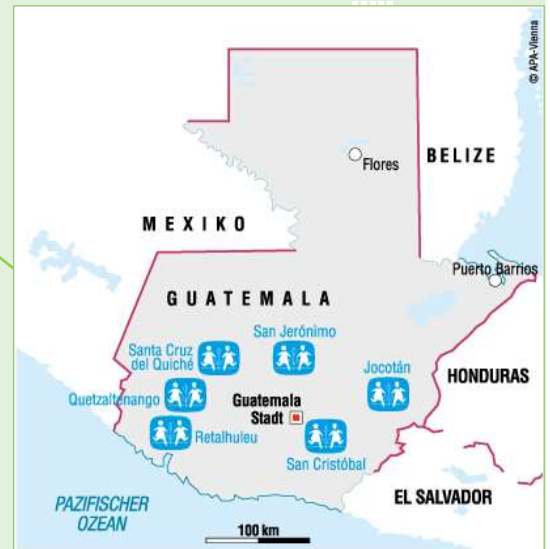 © APA-Vienna
Flores
BELIZE
MEXIKO
Puerto Barrios
GUATEMALA
San Jerónimo
Santa Cruz
del Quiché
Jocotán
HONDURAS
Quetzaltenango
Guatemala
Stadt
Retalhuleu
San Cristóbal
EL SALVADOR
PAZIFISCHER
OZEAN
100 km